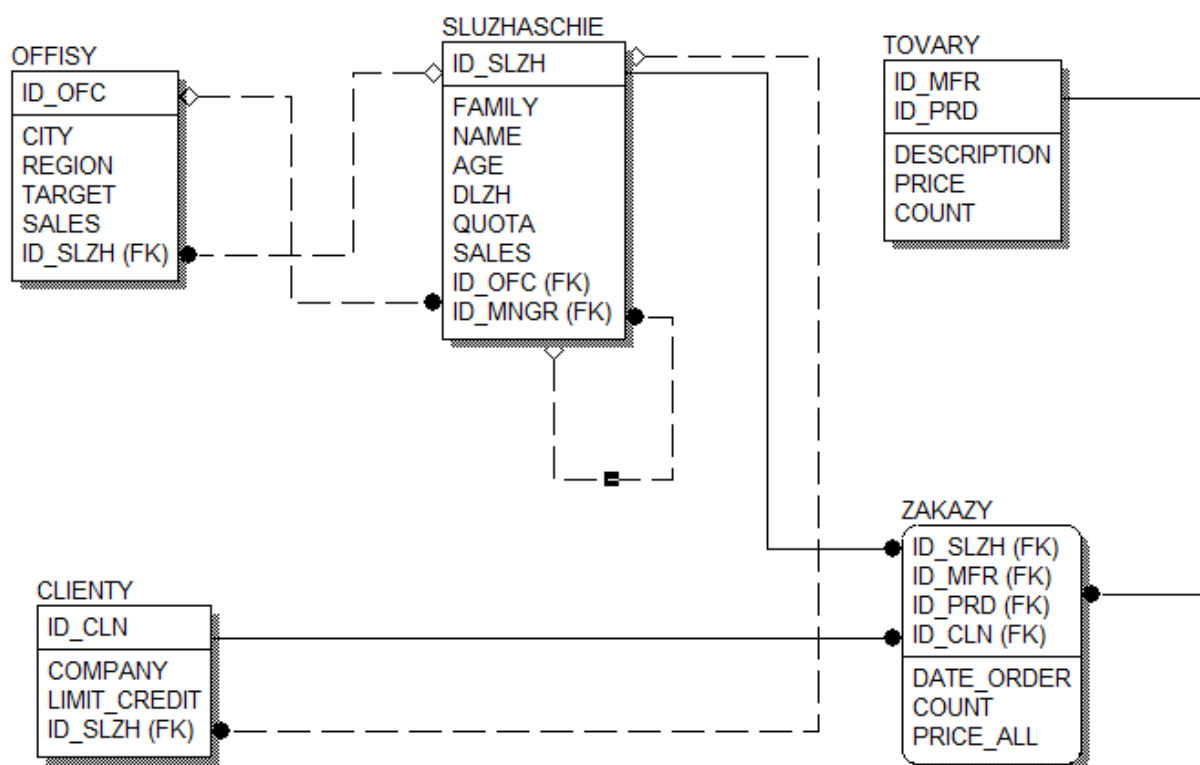 OFFISY
ID_OFC
CITY
REGION
TARGET
SALES
ID_SLZH (FK)
SLUZHASCHIE
ID_SLZH
FAMILY
NAME
AGE
DLZH
QUOTA
SALES
ID_OFC (FK)
ID_MNGR (FK)
TOVARY
ID_MFR
ID_PRD
DESCRIPTION
PRICE
COUNT
CLIENTY
ID_CLN
COMPANY
LIMIT_CREDIT
ID_SLZH (FK)
ZAKAZY
ID_SLZH (FK)
ID_MFR (FK)
ID_PRD (FK)
ID_CLN (FK)
DATE_ORDER
COUNT
PRICE_ALL